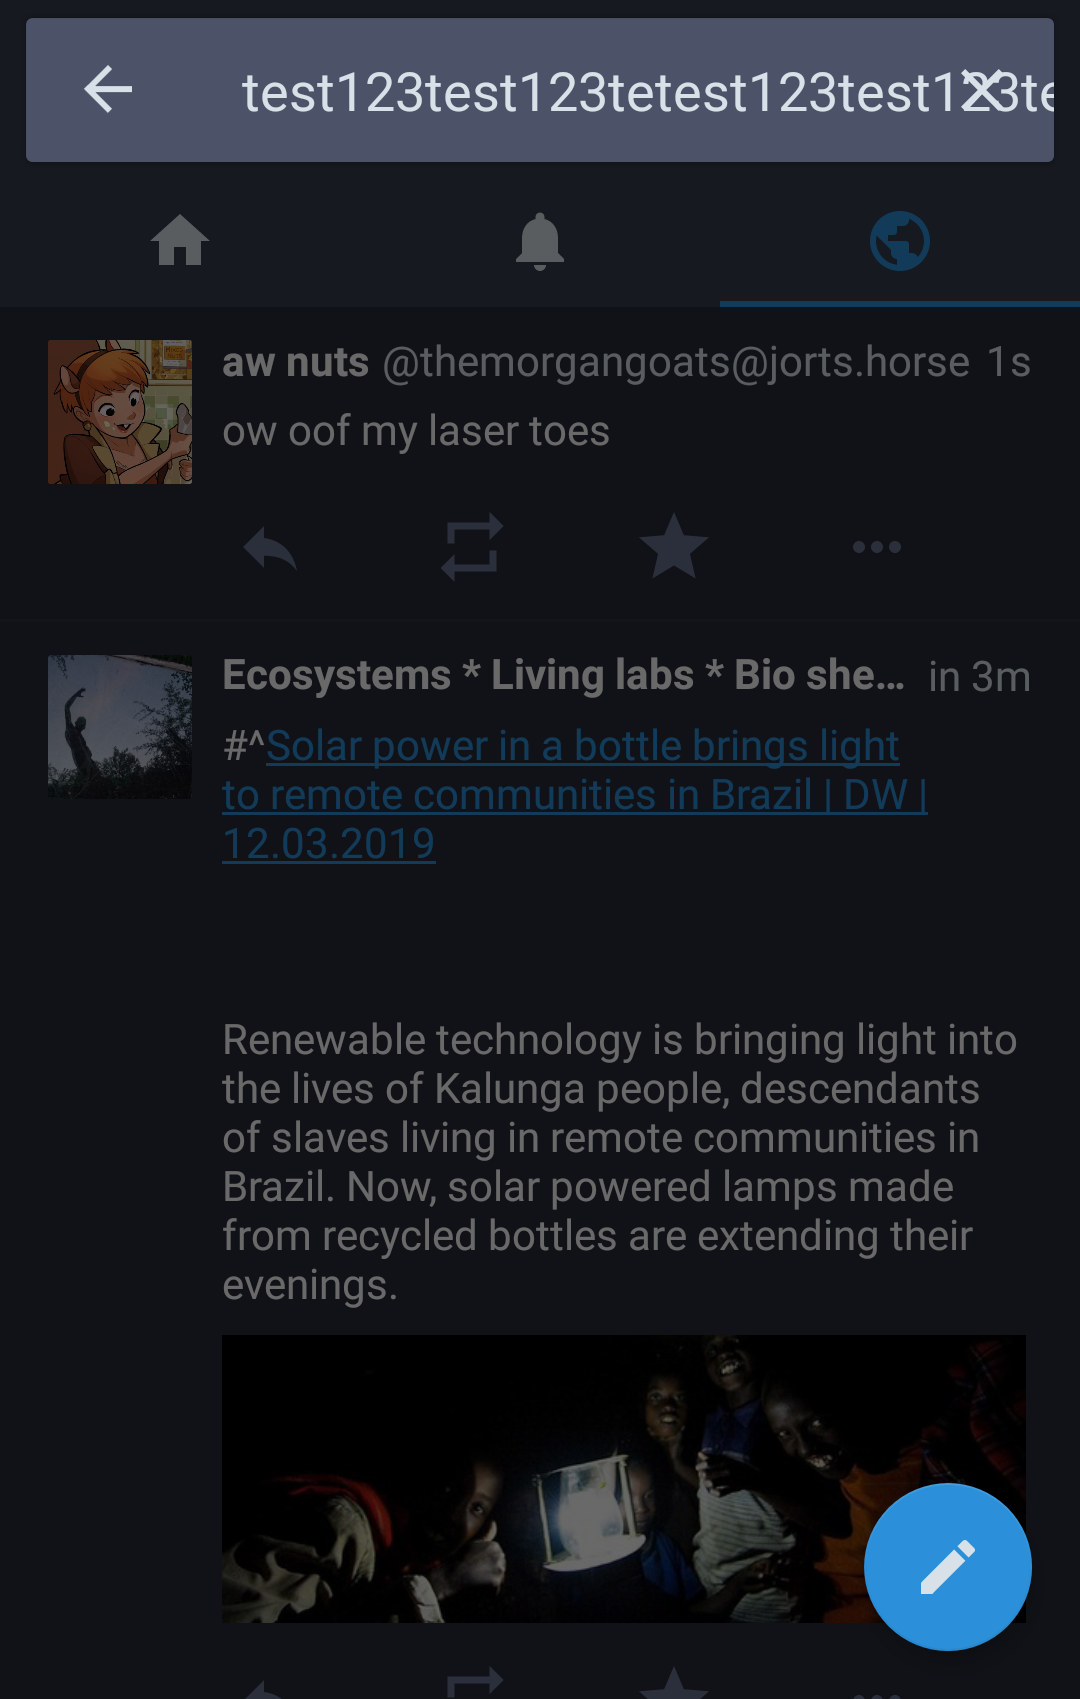 test123test123tetest123test123te
aw nuts @themorgangoats@jorts.horse 1s
ow oof my laser toes
Ecosystems * Living labs * Bio she... in 3m
#^Solar power in a bottle brings light
to remote communities in Brazil | DW |
12.03.2019
Renewable technology is bringing light into
the lives of Kalunga people, descendants
of slaves living in remote communities in
Brazil. Now, solar powered lamps made
from recycled bottles are extending their
evenings.